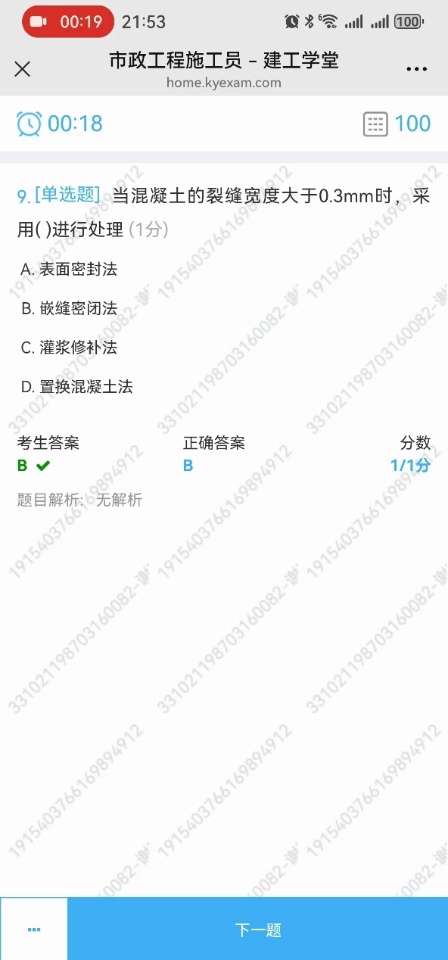 00:19 21:53 100
市政工程施工员 – 建工学堂
home.kyexam.com
00:18 100
9. [单选题] 当混凝土的裂缝宽度大于0.3mm时，采
用( )进行处理 (1分)
A. 表面密封法
B. 嵌缝密闭法
C. 灌浆修补法
D. 置换混凝土法
考生答案 正确答案 分数
B B 1/1分
题目解析: 无解析
下一题